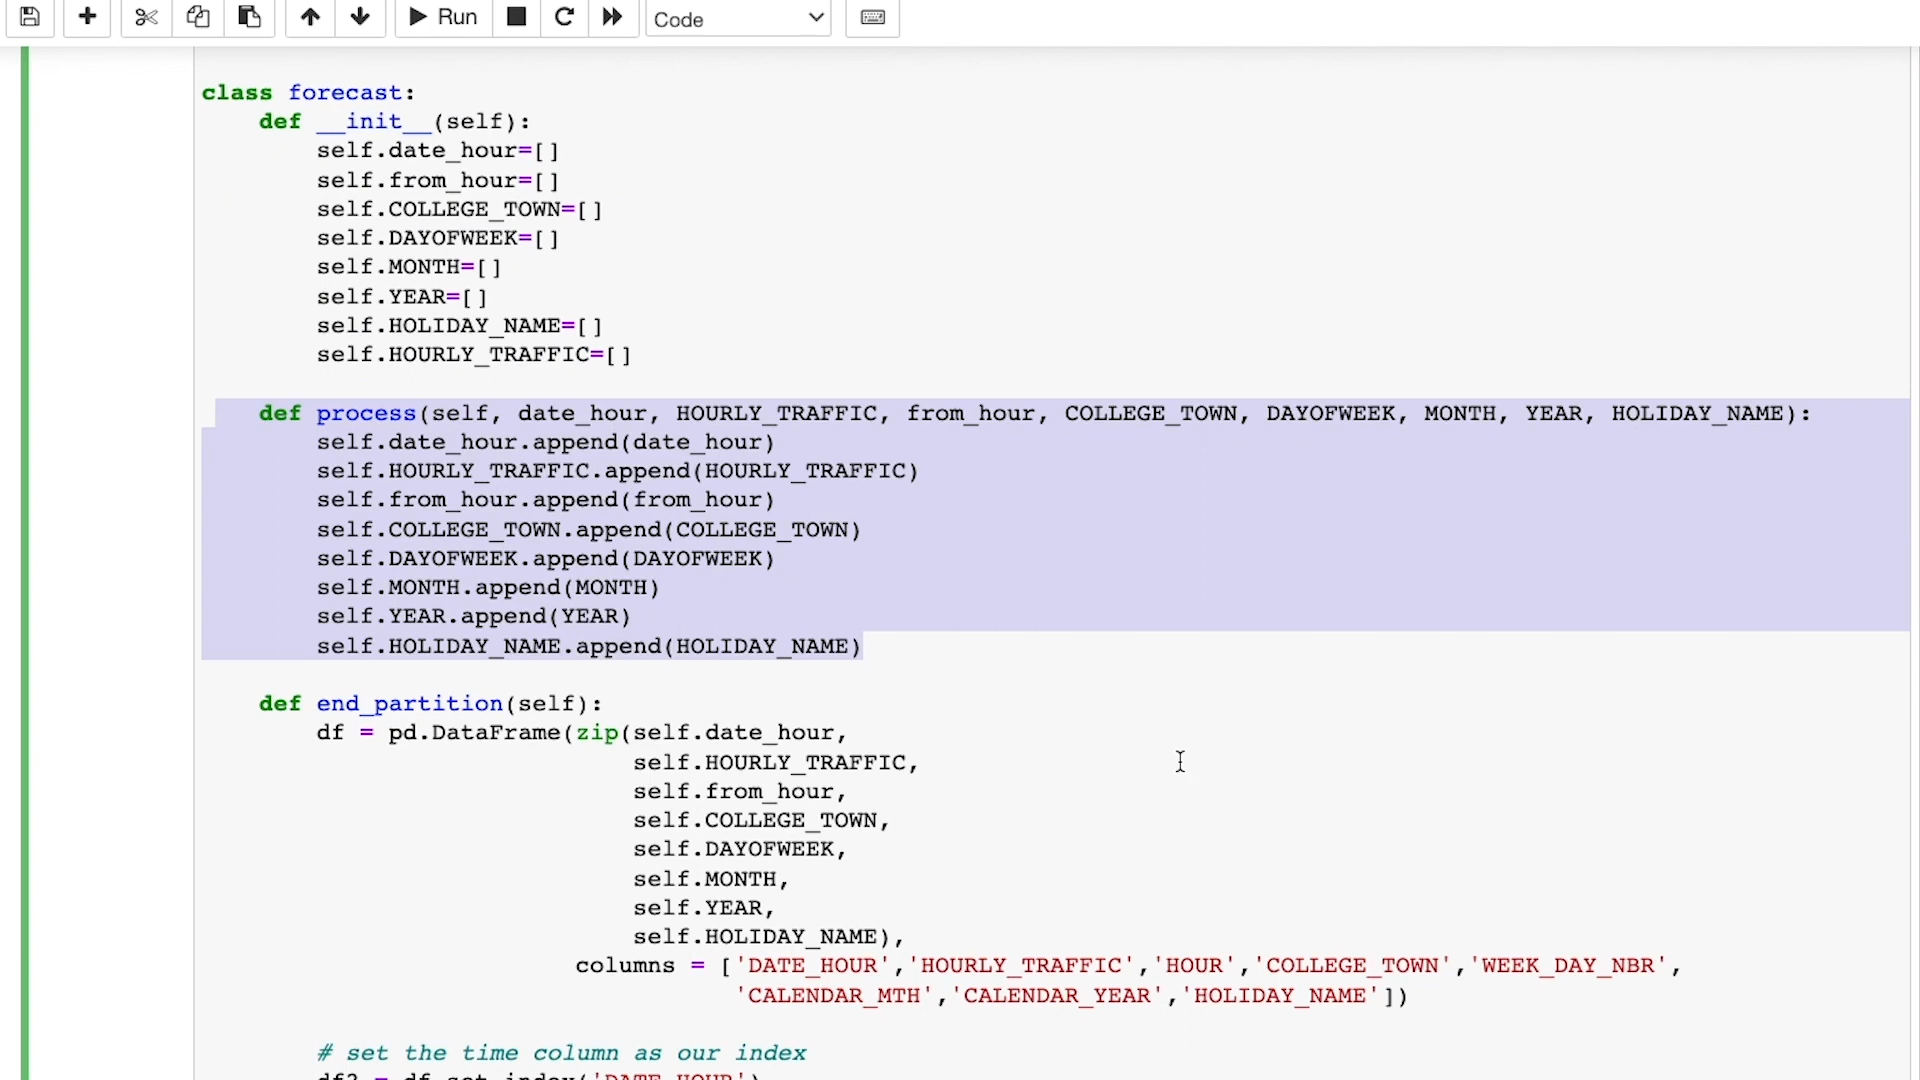 Run Code
class forecast:
    def __init__(self):
        self.date_hour=[]
        self.from_hour=[]
        self.COLLEGE_TOWN=[]
        self.DAYOFWEEK=[]
        self.MONTH=[]
        self.YEAR=[]
        self.HOLIDAY_NAME=[]
        self.HOURLY_TRAFFIC=[]
    def process(self, date_hour, HOURLY_TRAFFIC, from_hour, COLLEGE_TOWN, DAYOFWEEK, MONTH, YEAR, HOLIDAY_NAME):
        self.date_hour.append(date_hour)
        self.HOURLY_TRAFFIC.append(HOURLY_TRAFFIC)
        self.from_hour.append(from_hour)
        self.COLLEGE_TOWN.append(COLLEGE_TOWN)
        self.DAYOFWEEK.append(DAYOFWEEK)
        self.MONTH.append(MONTH)
        self.YEAR.append(YEAR)
        self.HOLIDAY_NAME.append(HOLIDAY_NAME)
    def end_partition(self):
        df = pd.DataFrame(zip(self.date_hour,
                              self.HOURLY_TRAFFIC,
                              self.from_hour,
                              self.COLLEGE_TOWN,
                              self.DAYOFWEEK,
                              self.MONTH,
                              self.YEAR,
                              self.HOLIDAY_NAME),
                          columns = ['DATE_HOUR','HOURLY_TRAFFIC','HOUR','COLLEGE_TOWN','WEEK_DAY_NBR',
                                     'CALENDAR_MTH','CALENDAR_YEAR','HOLIDAY_NAME'])
        # set the time column as our index
        df2 = df.set_index('DATE_HOUR')